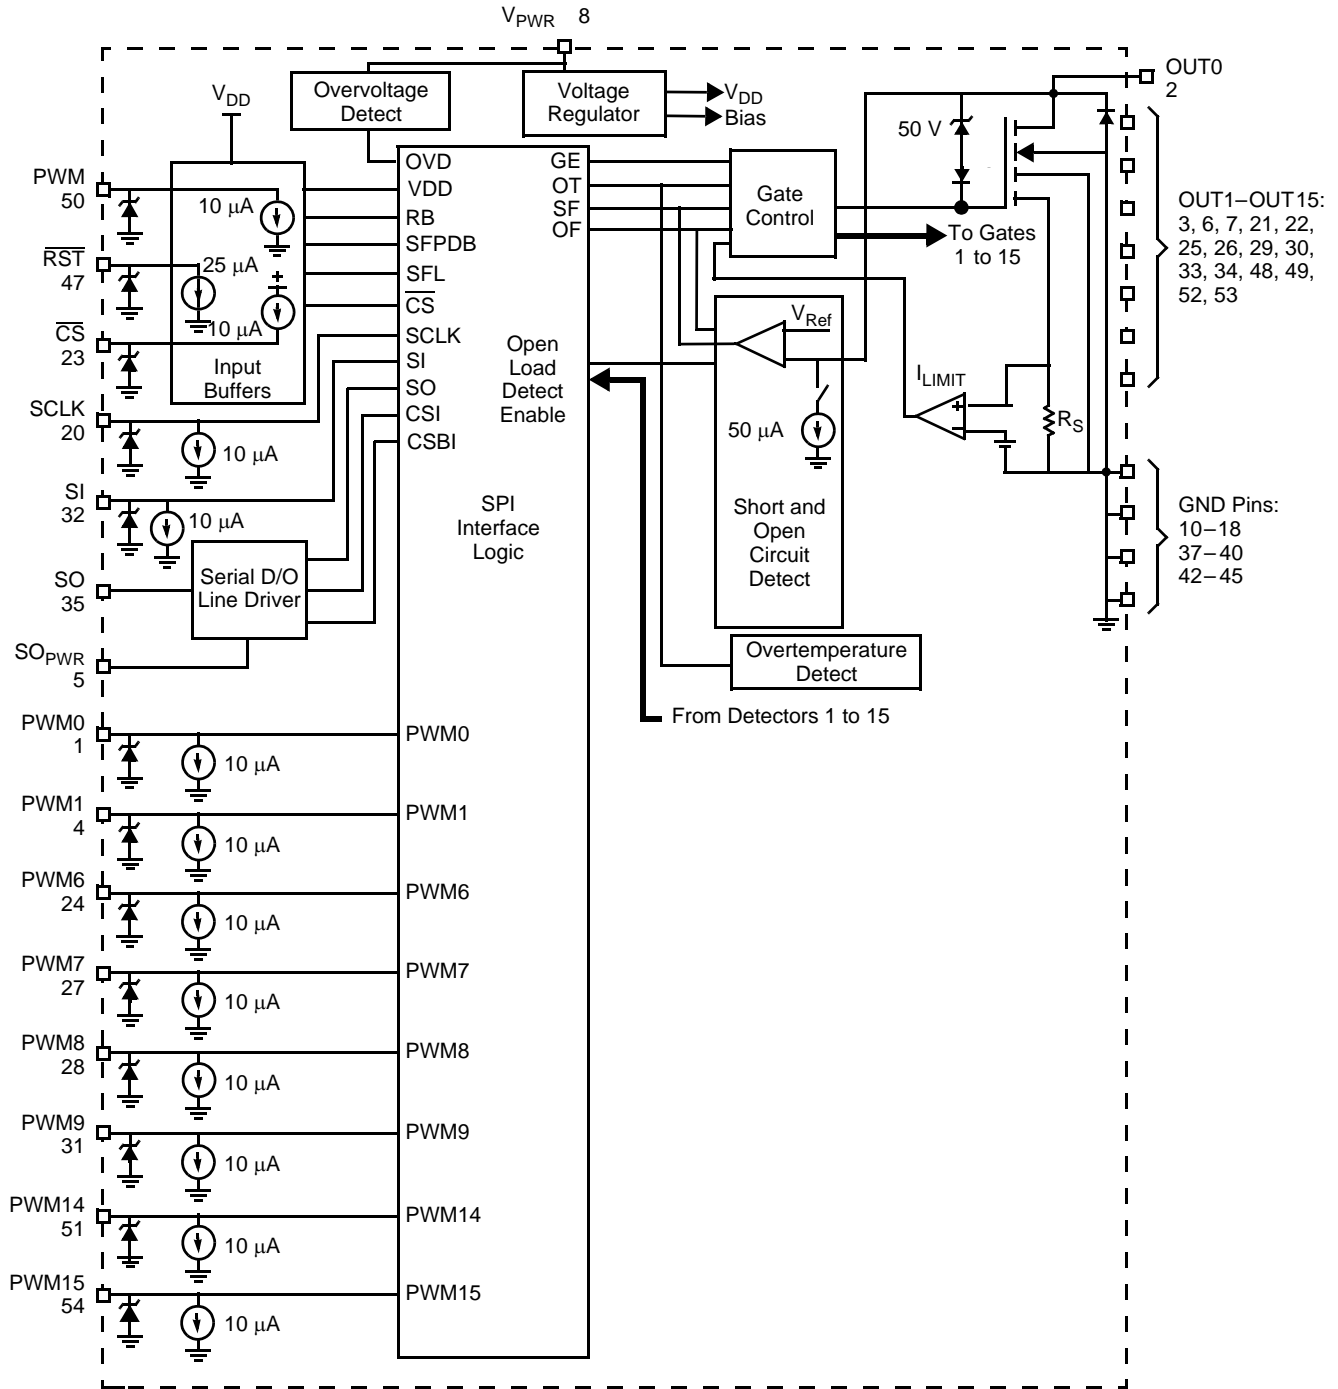 VPWR 8
OUT0
2
Overvoltage
Detect
Voltage
Regulator
VDD
Bias
VDD
50 V
PWM
50
10 µA
RST
47
25 µA
CS
23
10 µA
Input
Buffers
SCLK
20
10 µA
SI
32
10 µA
SO
35
Serial D/O
Line Driver
SOPWR
5
OVD
VDD
RB
SFPDB
SFL
CS
SCLK
SI
SO
CSI
CSBI
GE
OT
SF
OF
Open
Load
Detect
Enable
SPI
Interface
Logic
Gate
Control
To Gates
1 to 15
VRef
50 µA
Short and
Open
Circuit
Detect
ILIMIT
+
–
RS
OUT1–OUT15:
3, 6, 7, 21, 22,
25, 26, 29, 30,
33, 34, 48, 49,
52, 53
GND Pins:
10–18
37–40
42–45
Overtemperature
Detect
From Detectors 1 to 15
PWM0
1
10 µA
PWM0
PWM1
4
10 µA
PWM1
PWM6
24
10 µA
PWM6
PWM7
27
10 µA
PWM7
PWM8
28
10 µA
PWM8
PWM9
31
10 µA
PWM9
PWM14
51
10 µA
PWM14
PWM15
54
10 µA
PWM15